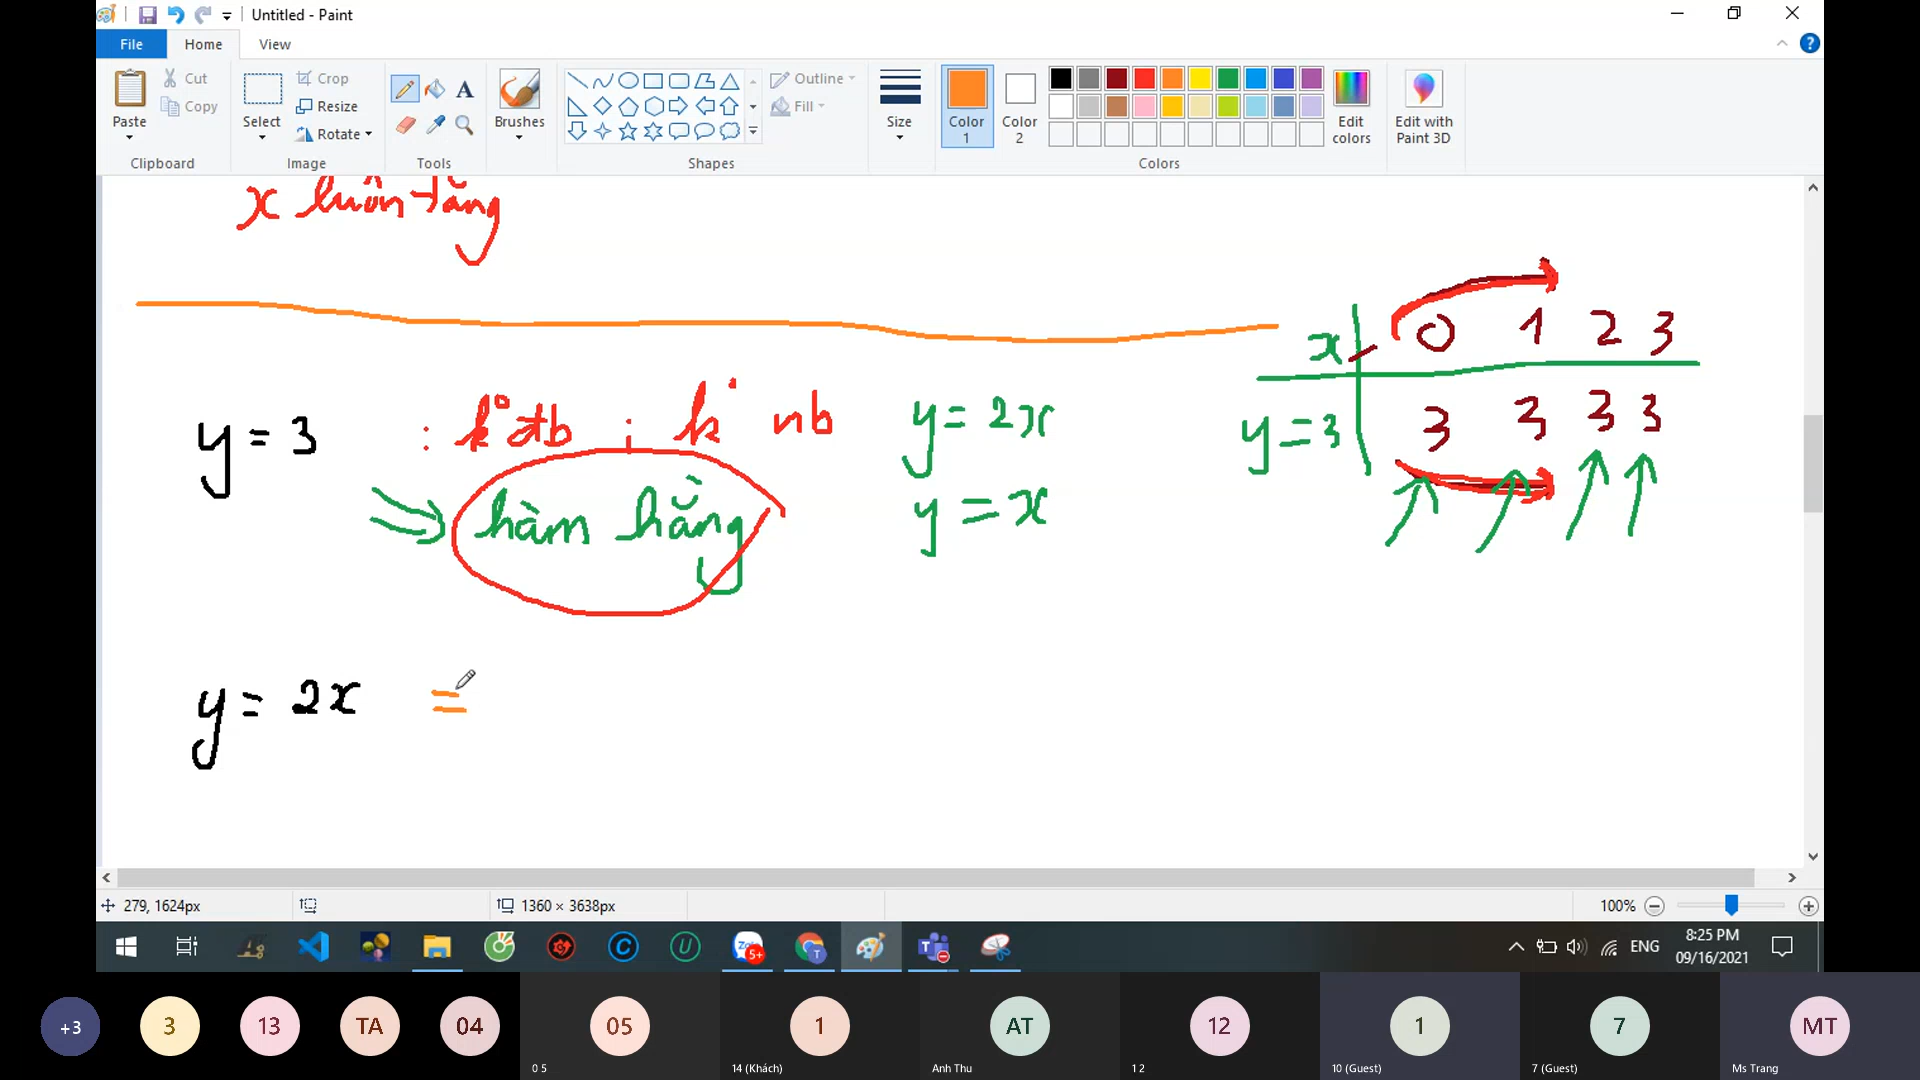 Untitled - Paint
File Home View
Paste
Cut
Copy
Clipboard
Select
Crop
Resize
Rotate
Image
Tools
Brushes
Shapes
Outline
Fill
Size
Color 1
Color 2
Edit colors
Edit with Paint 3D
Colors
x luôn tăng
x 0 1 2 3
y = 3 3 3 3 3
y = 3 : k° đb ; k° nb
hàm hằng
y = 2x
y = x
y = 2x =
279, 1624px
1360 × 3638px
100%
5+
ENG
8:25 PM
09/16/2021
+3 3 13 TA 04 05 1 AT 12 1 7 MT
0 5 14 (Khách) Anh Thu 1 2 10 (Guest) 7 (Guest) Ms Trang